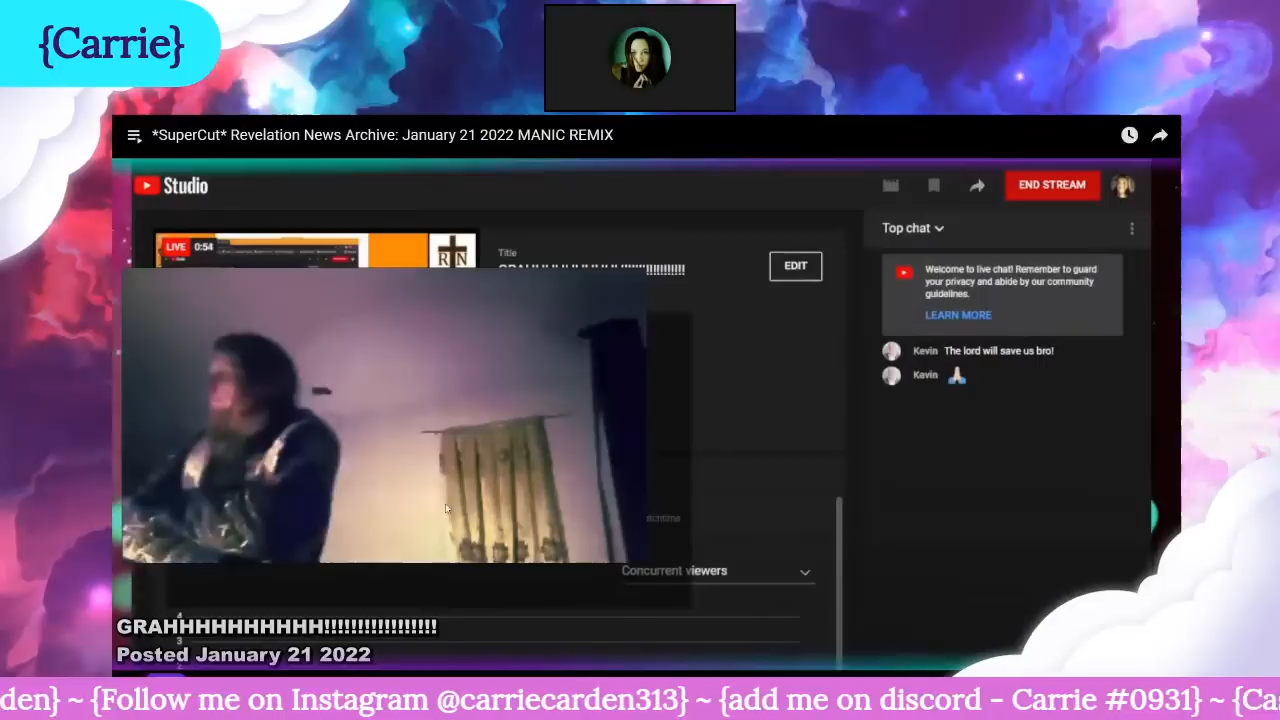 {Carrie}
*SuperCut* Revelation News Archive: January 21 2022 MANIC REMIX
Studio
END STREAM
LIVE 0:54
R N
Title
EDIT
Top chat
Welcome to live chat! Remember to guard
your privacy and abide by our community
guidelines.
LEARN MORE
Kevin The lord will save us bro!
Kevin 🙏🏻
Concurrent viewers
4
3
GRAHHHHHHHHHHH!!!!!!!!!!!!!!!!!
Posted January 21 2022
den} ~ {Follow me on Instagram @carriecarden313} ~ {add me on discord - Carrie #0931} ~ {Ca